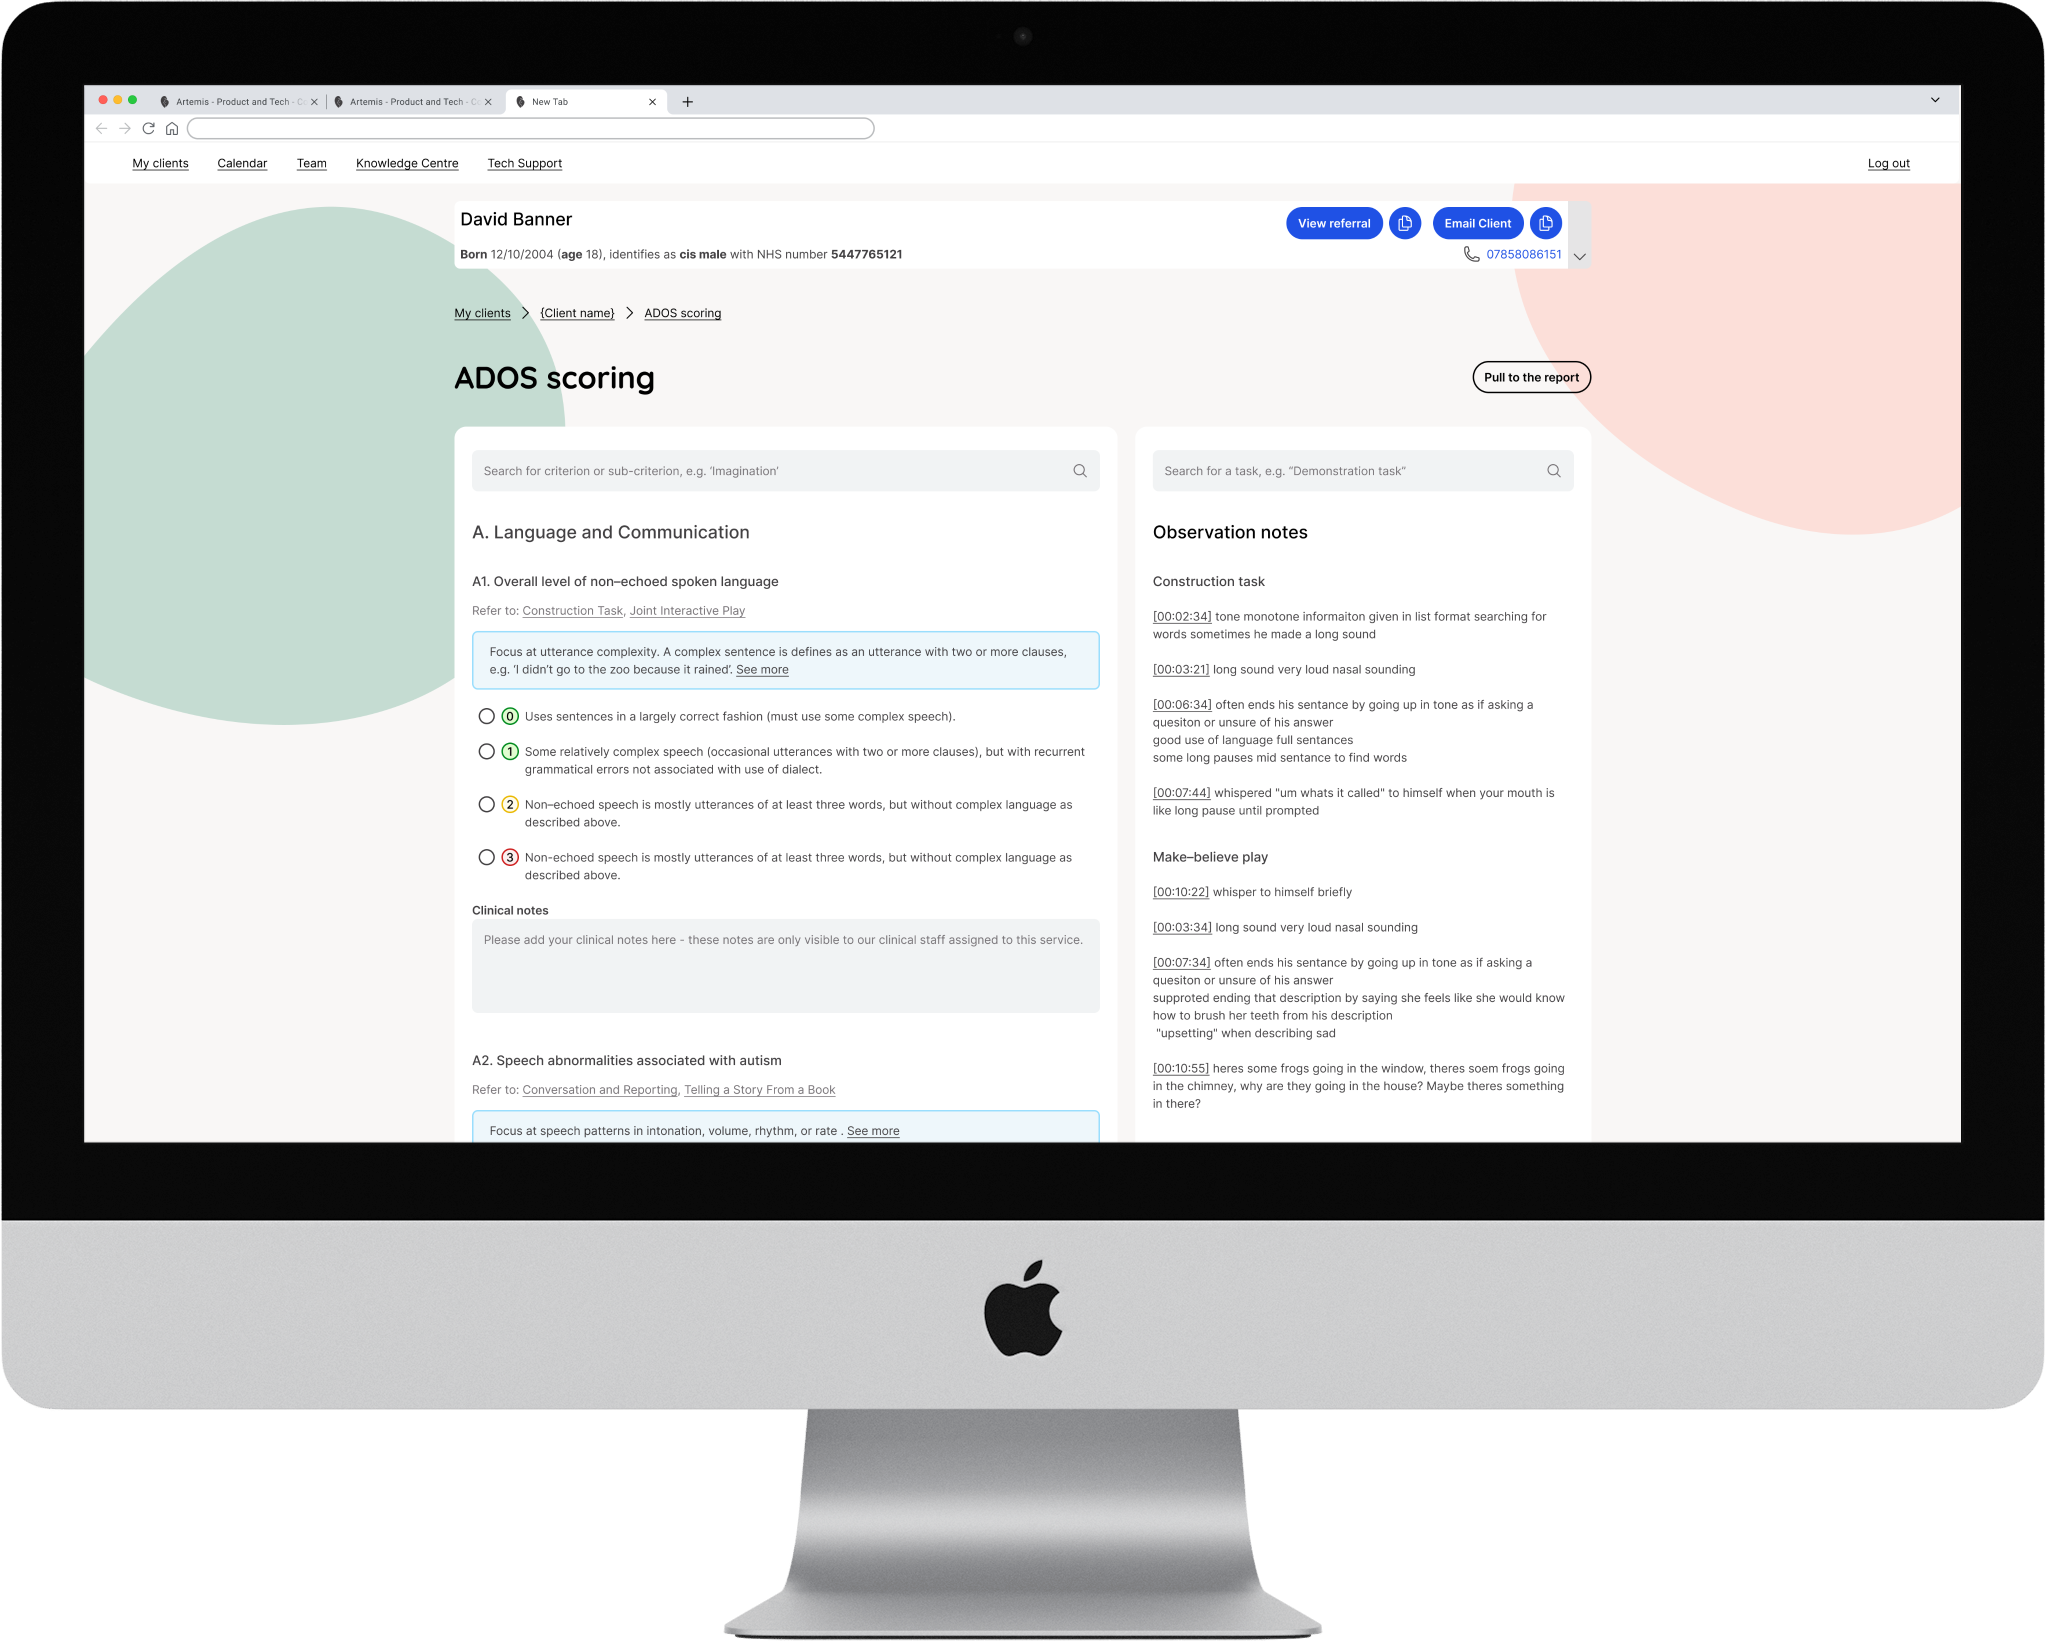 Artemis - Product and Tech - Co
Artemis - Product and Tech - Co
New Tab
My clients
Calendar
Team
Knowledge Centre
Tech Support
Log out
David Banner
View referral
Email Client
Born 12/10/2004 (age 18), identifies as cis male with NHS number 5447765121
07858086151
My clients > {Client name} > ADOS scoring
ADOS scoring
Pull to the report
Search for criterion or sub-criterion, e.g. 'Imagination'
A. Language and Communication
A1. Overall level of non–echoed spoken language
Refer to: Construction Task, Joint Interactive Play
Focus at utterance complexity. A complex sentence is defines as an utterance with two or more clauses,
e.g. 'I didn't go to the zoo because it rained'. See more
0 Uses sentences in a largely correct fashion (must use some complex speech).
1 Some relatively complex speech (occasional utterances with two or more clauses), but with recurrent
grammatical errors not associated with use of dialect.
2 Non–echoed speech is mostly utterances of at least three words, but without complex language as
described above.
3 Non-echoed speech is mostly utterances of at least three words, but without complex language as
described above.
Clinical notes
Please add your clinical notes here - these notes are only visible to our clinical staff assigned to this service.
A2. Speech abnormalities associated with autism
Refer to: Conversation and Reporting, Telling a Story From a Book
Focus at speech patterns in intonation, volume, rhythm, or rate . See more
Search for a task, e.g. "Demonstration task"
Observation notes
Construction task
[00:02:34] tone monotone informaiton given in list format searching for
words sometimes he made a long sound
[00:03:21] long sound very loud nasal sounding
[00:06:34] often ends his sentence by going up in tone as if asking a
quesiton or unsure of his answer
good use of language full sentences
some long pauses mid sentence to find words
[00:07:44] whispered "um whats it called" to himself when your mouth is
like long pause until prompted
Make–believe play
[00:10:22] whisper to himself briefly
[00:03:34] long sound very loud nasal sounding
[00:07:34] often ends his sentence by going up in tone as if asking a
quesiton or unsure of his answer
supproted ending that description by saying she feels like she would know
how to brush her teeth from his description
"upsetting" when describing sad
[00:10:55] heres some frogs going in the window, theres soem frogs going
in the chimney, why are they going in the house? Maybe theres something
in there?